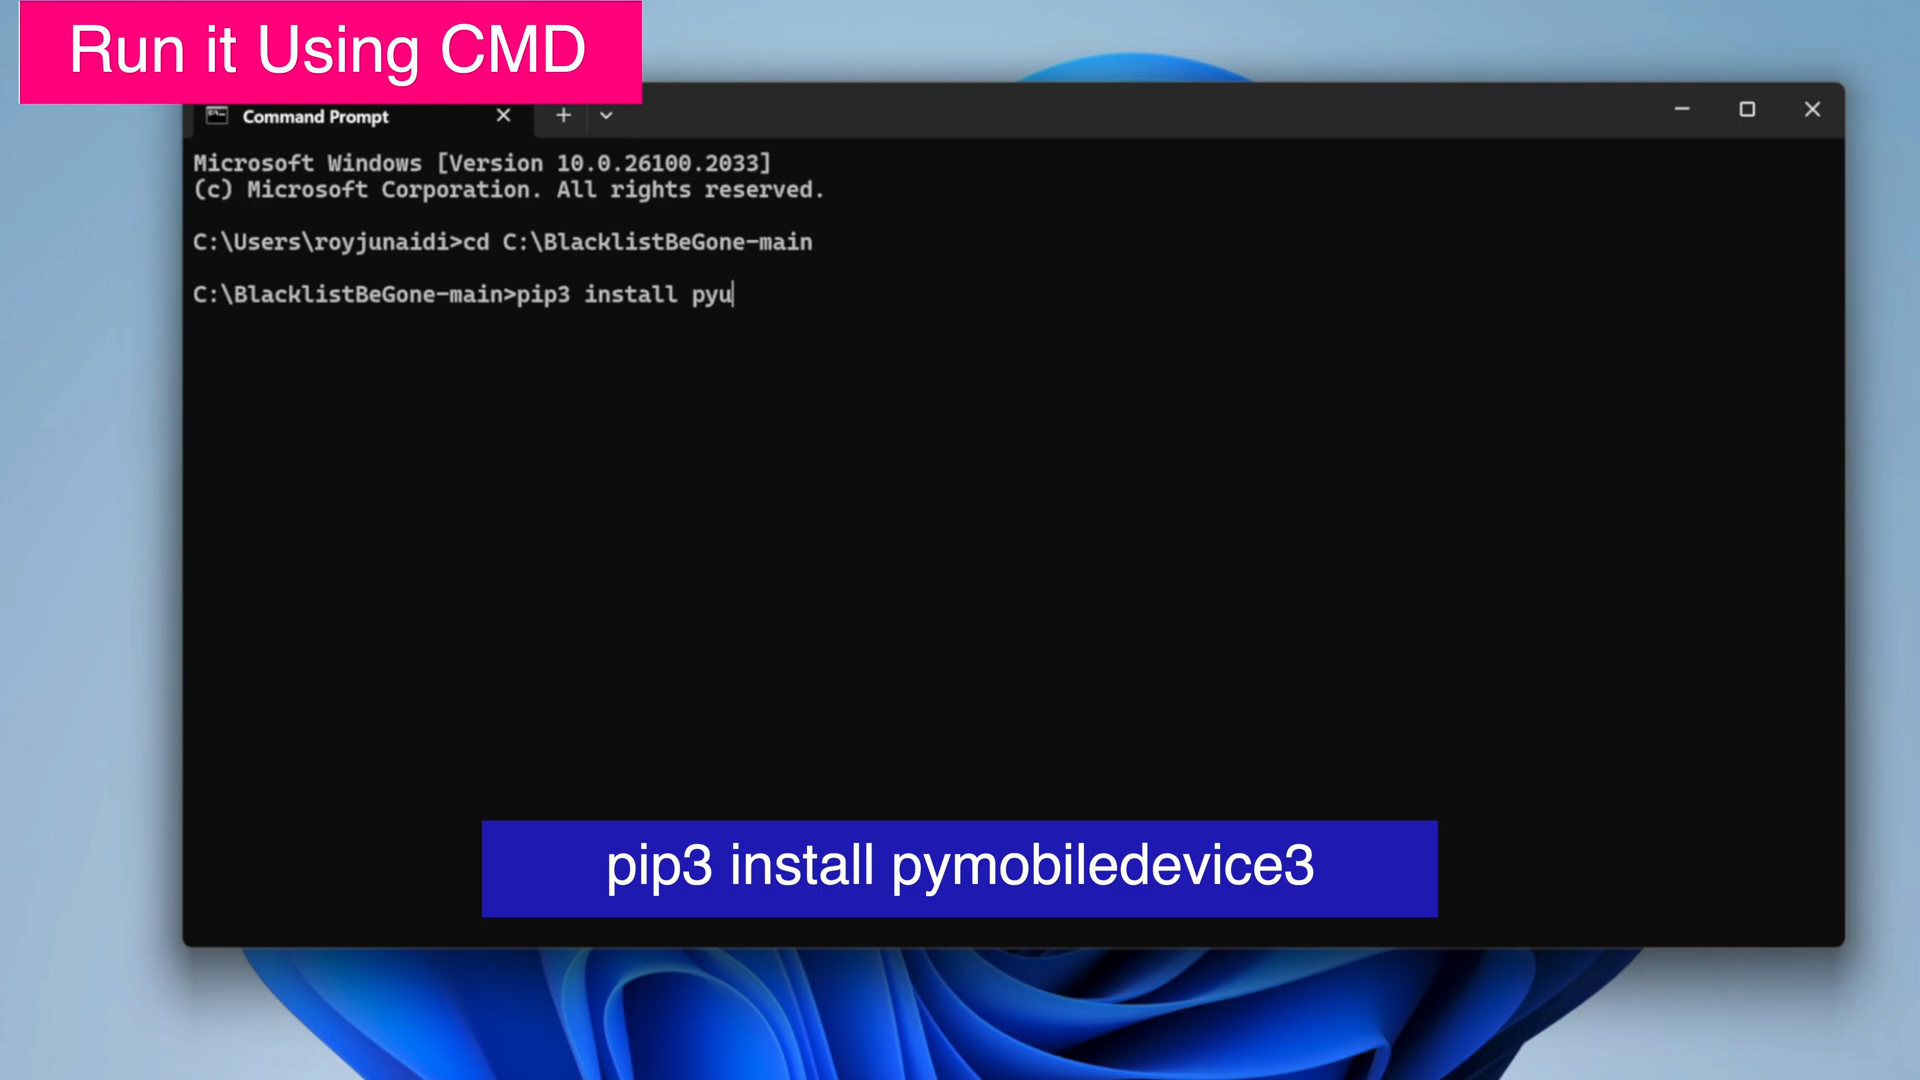 Run it Using CMD
Command Prompt
Microsoft Windows [Version 10.0.26100.2033]
(c) Microsoft Corporation. All rights reserved.
C:\Users\royjunaidi>cd C:\BlacklistBeGone-main
C:\BlacklistBeGone-main>pip3 install pyu
pip3 install pymobiledevice3